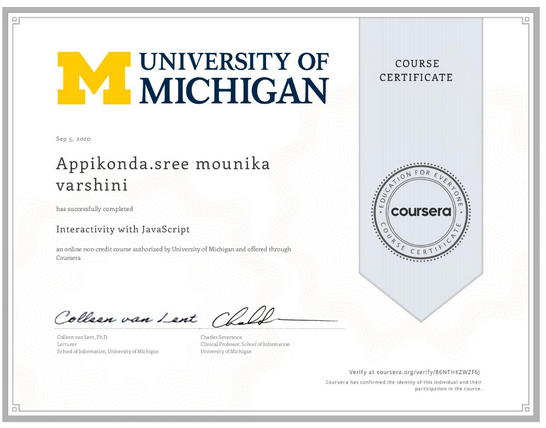 UNIVERSITY OF
MICHIGAN
COURSE
CERTIFICATE
Sep 5, 2020
Appikonda.sree mounika
varshini
has successfully completed
Interactivity with JavaScript
an online non-credit course authorized by University of Michigan and offered through
Coursera
EDUCATION FOR EVERYONE
coursera
COURSE CERTIFICATE
Colleen van Lent
Colleen van Lent, Ph.D.
Lecturer
School of Information, University of Michigan
Charles Severance
Clinical Professor, School of Information
University of Michigan
Verify at coursera.org/verify/B6NTHKZWZF6J
Coursera has confirmed the identity of this individual and their
participation in the course.